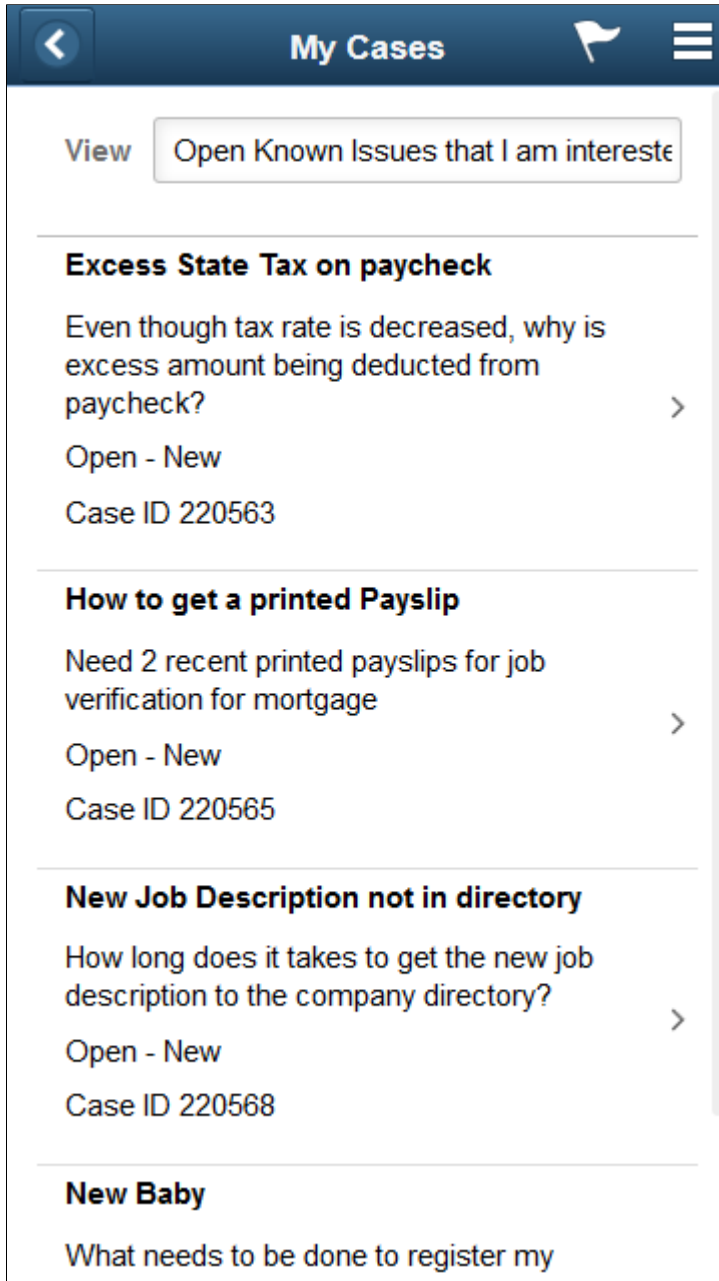 My Cases
View Open Known Issues that I am intereste
Excess State Tax on paycheck
Even though tax rate is decreased, why is
excess amount being deducted from
paycheck?
Open - New
Case ID 220563
How to get a printed Payslip
Need 2 recent printed payslips for job
verification for mortgage
Open - New
Case ID 220565
New Job Description not in directory
How long does it takes to get the new job
description to the company directory?
Open - New
Case ID 220568
New Baby
What needs to be done to register my